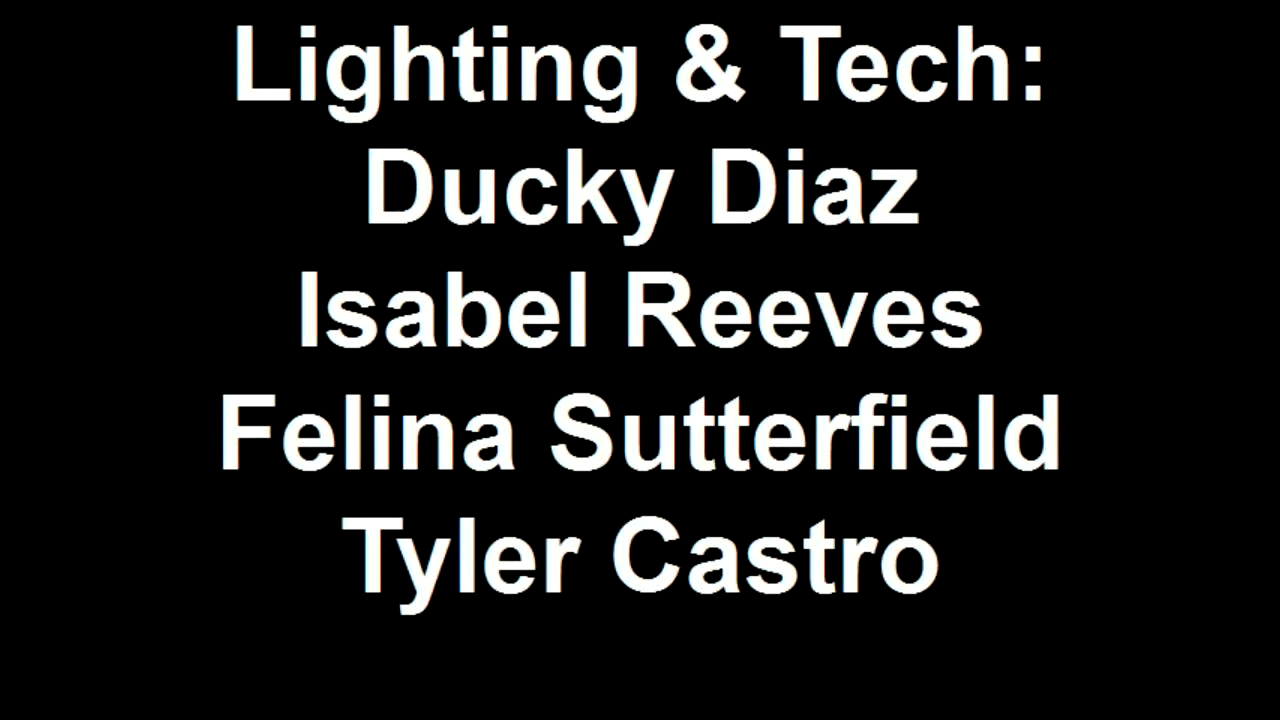 Lighting & Tech:
Ducky Diaz
Isabel Reeves
Felina Sutterfield
Tyler Castro